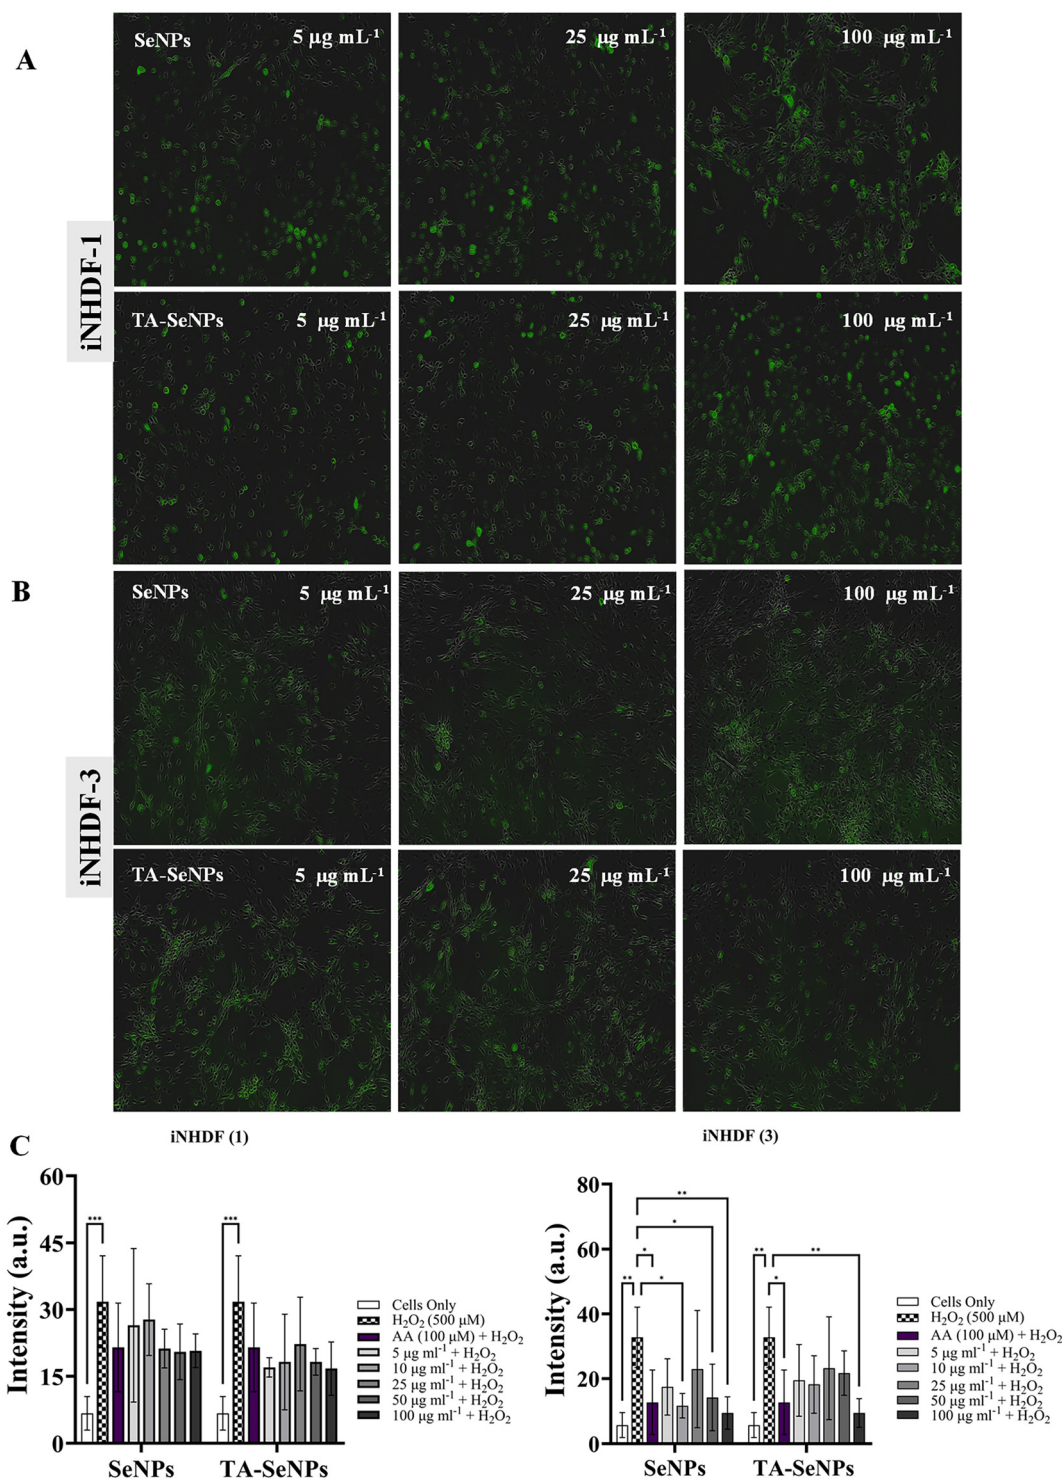 A
SeNPs 5 µg mL⁻¹
25 µg mL⁻¹
100 µg mL⁻¹
iNHDF-1
TA-SeNPs 5 µg mL⁻¹
25 µg mL⁻¹
100 µg mL⁻¹
B
SeNPs 5 µg mL⁻¹
25 µg mL⁻¹
100 µg mL⁻¹
iNHDF-3
TA-SeNPs 5 µg mL⁻¹
25 µg mL⁻¹
100 µg mL⁻¹
C
iNHDF (1)
Intensity (a.u.)
60
45
30
15
0
***
***
SeNPs
TA-SeNPs
Cells Only
H₂O₂ (500 µM)
AA (100 µM) + H₂O₂
5 µg ml⁻¹ + H₂O₂
10 µg ml⁻¹ + H₂O₂
25 µg ml⁻¹ + H₂O₂
50 µg ml⁻¹ + H₂O₂
100 µg ml⁻¹ + H₂O₂
iNHDF (3)
Intensity (a.u.)
80
60
40
20
0
**
*
*
**
*
**
**
*
SeNPs
TA-SeNPs
Cells Only
H₂O₂ (500 µM)
AA (100 µM) + H₂O₂
5 µg ml⁻¹ + H₂O₂
10 µg ml⁻¹ + H₂O₂
25 µg ml⁻¹ + H₂O₂
50 µg ml⁻¹ + H₂O₂
100 µg ml⁻¹ + H₂O₂